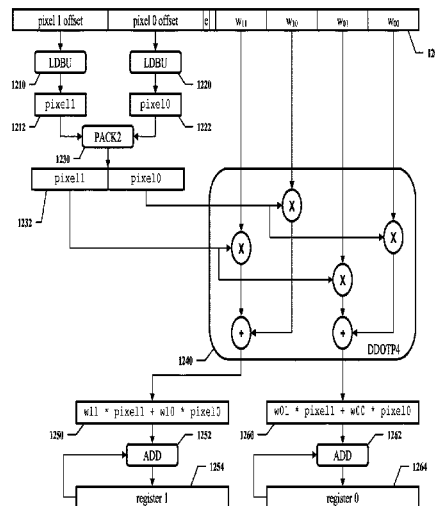 pixel 1 offset pixel 0 offset e w11 w10 w01 w00
LDBU LDBU
1210 1220
pixel1 pixel0
1212 1222
PACK2
1230
pixel1 pixel0
1232
X
X X
X
+ +
DDOTP4
1240
w11 * pixel1 + w10 * pixel0 w01 * pixel1 + w00 * pixel0
1250 1252 1260 1262
ADD ADD
1254 1264
register 1 register 0